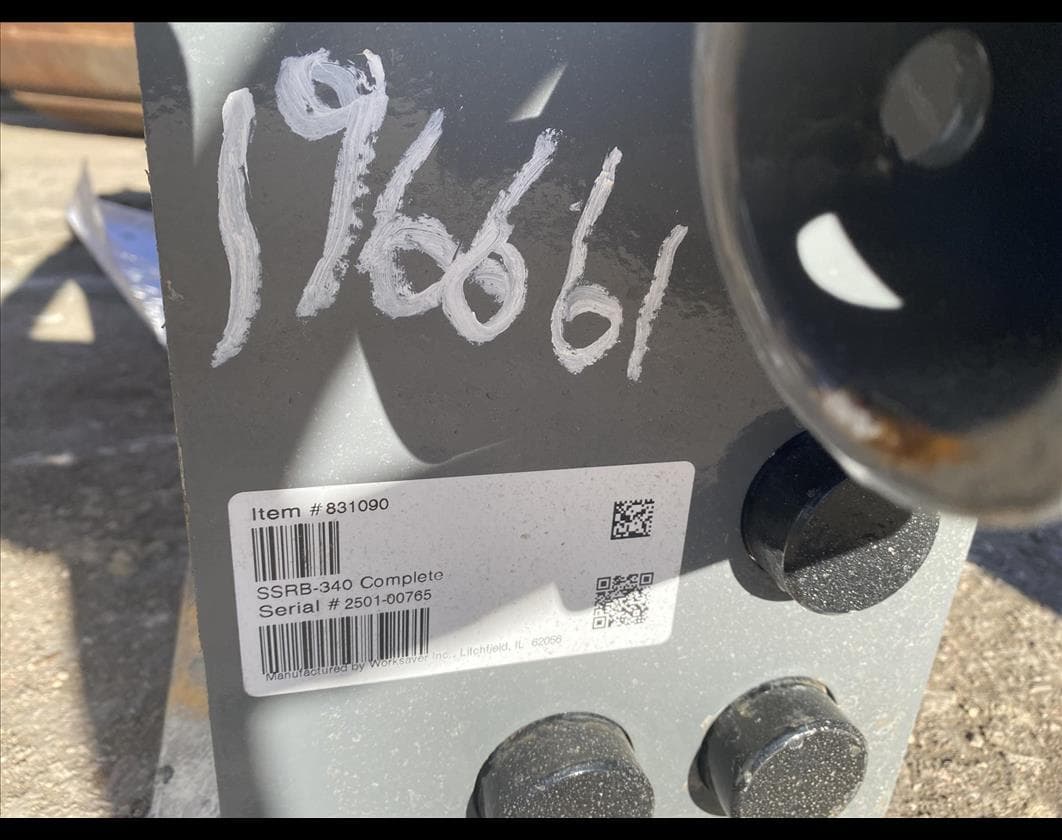 196661
Item #831090
SSRB-340 Complete
Serial # 2501-00765
Manufactured by Worksaver Inc., Litchfield, IL 62056